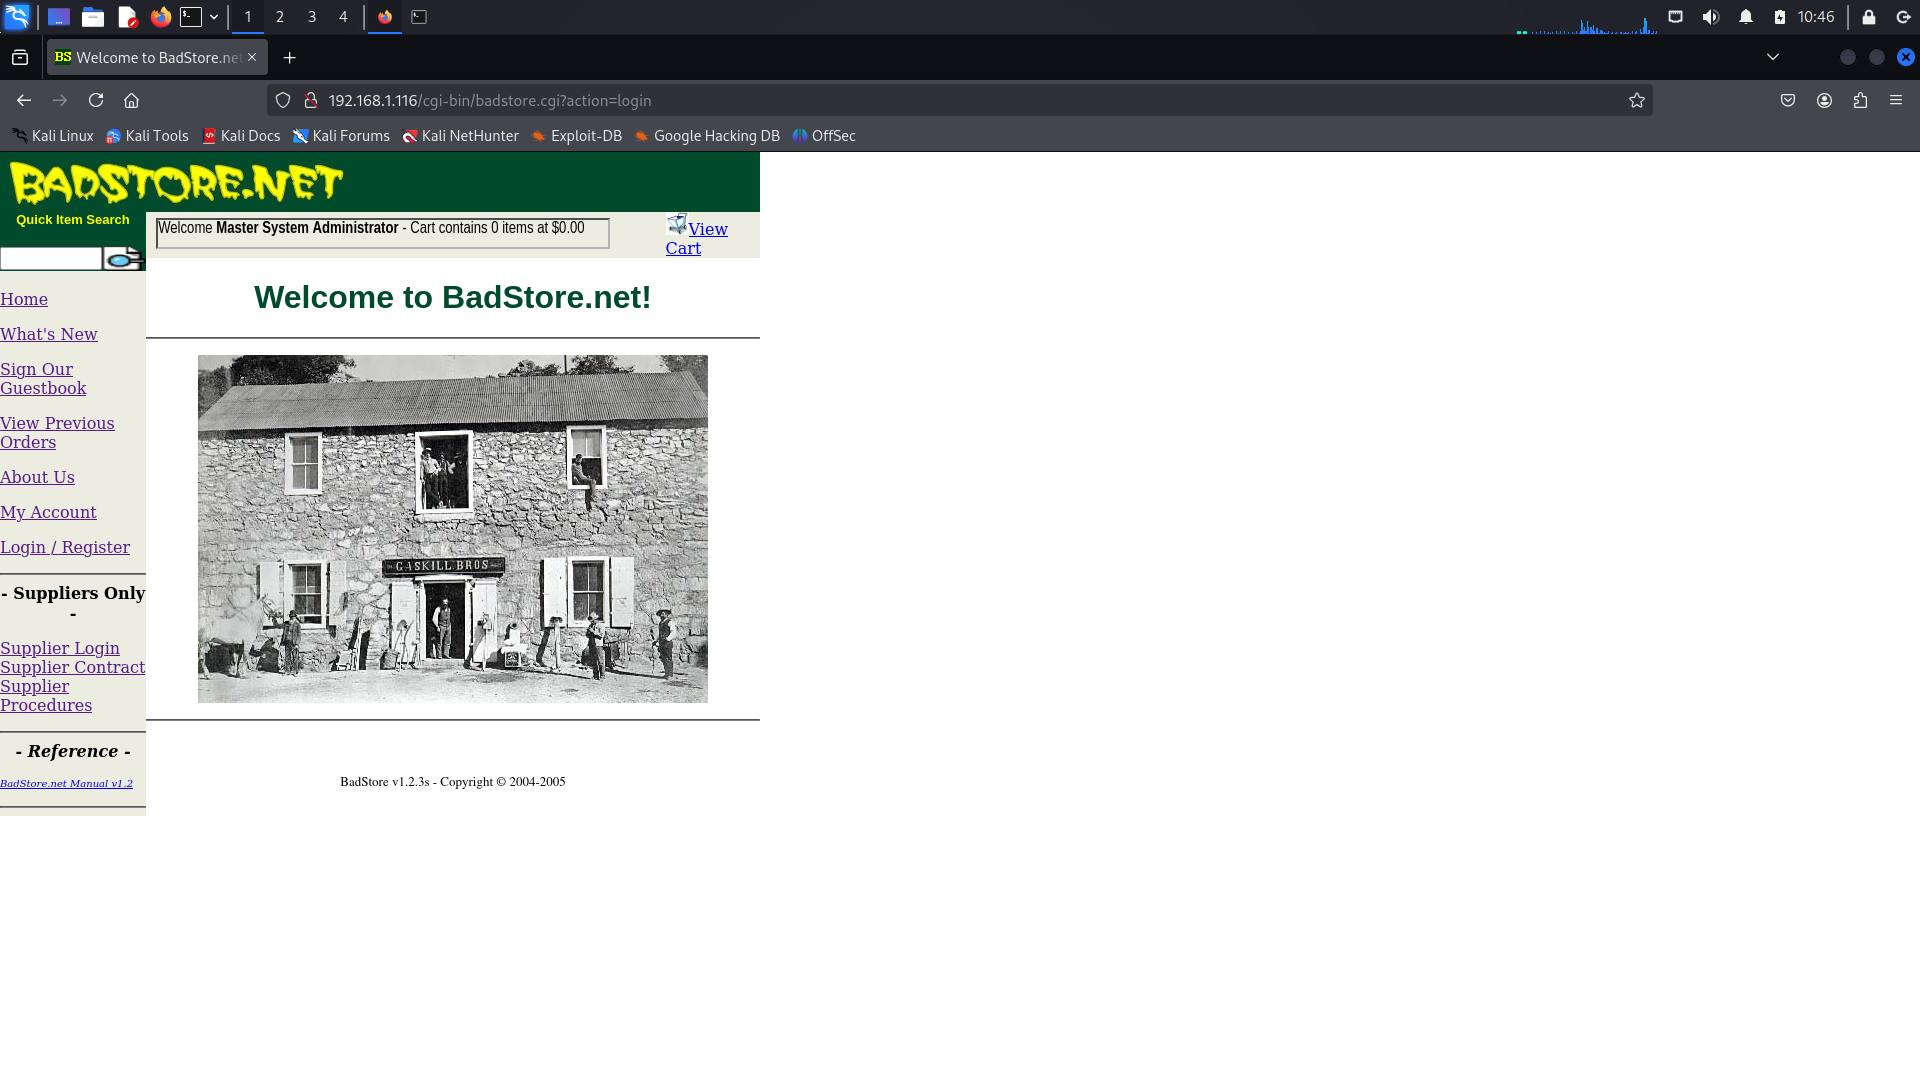 1 2 3 4
10:46
BS Welcome to BadStore.net
192.168.1.116/cgi-bin/badstore.cgi?action=login
Kali Linux Kali Tools Kali Docs Kali Forums Kali NetHunter Exploit-DB Google Hacking DB OffSec
BADSTORE.NET
Quick Item Search
Welcome Master System Administrator - Cart contains 0 items at $0.00
View
Cart
Welcome to BadStore.net!
Home
What's New
Sign Our
Guestbook
View Previous
Orders
About Us
My Account
Login / Register
- Suppliers Only
-
Supplier Login
Supplier Contract
Supplier
Procedures
- Reference -
BadStore.net Manual v1.2
GASKILL BROS
BadStore v1.2.3s - Copyright © 2004-2005